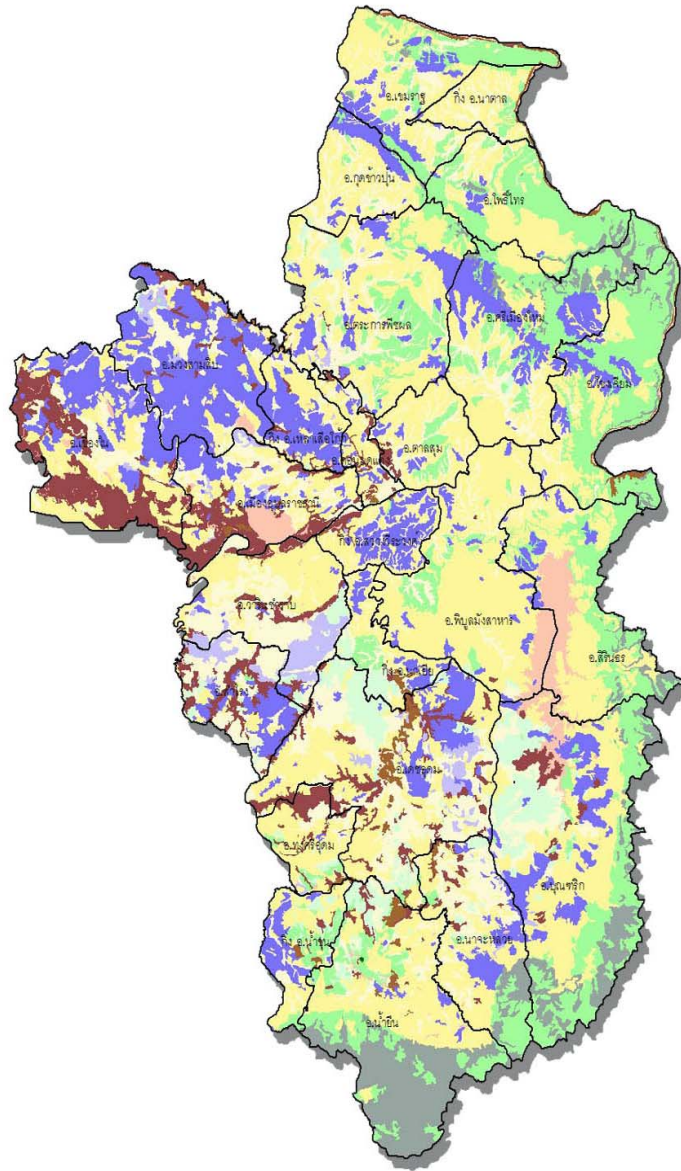 อ.เขมราฐ
กิ่ง อ.นาตาล
อ.กุดข้าวปุ้น
อ.โพธิ์ไทร
อ.ตระการพืชผล
อ.ศรีเมืองใหม่
อ.โขงเจียม
อ.ม่วงสามสิบ
อ.เขื่องใน
กิ่ง อ.เหล่าเสือโก้ก
อ.ดอนมดแดง
อ.ตาลสุม
อ.เมืองอุบลราชธานี
กิ่ง อ.สว่างวีระวงศ์
อ.วารินชำราบ
อ.พิบูลมังสาหาร
อ.สิรินธร
กิ่ง อ.นาเยีย
อ.สำโรง
อ.เดชอุดม
อ.ทุ่งศรีอุดม
อ.บุณฑริก
กิ่ง อ.น้ำขุ่น
อ.นาจะหลวย
อ.น้ำยืน